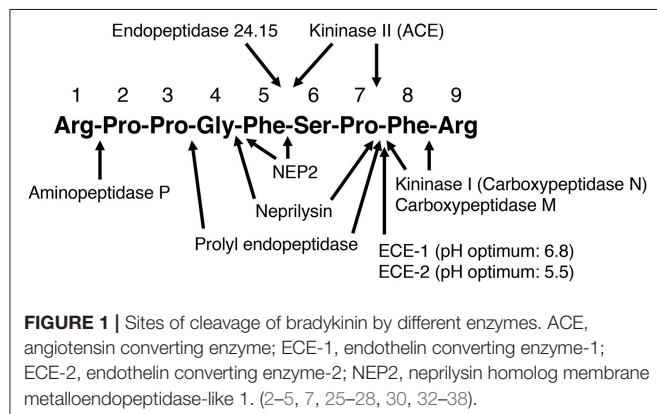 Endopeptidase 24.15 Kininase II (ACE)
1 2 3 4 5 6 7 8 9
Arg-Pro-Pro-Gly-Phe-Ser-Pro-Phe-Arg
NEP2
Aminopeptidase P
Kininase I (Carboxypeptidase N)
Carboxypeptidase M
Neprilysin
Prolyl endopeptidase
ECE-1 (pH optimum: 6.8)
ECE-2 (pH optimum: 5.5)
FIGURE 1 | Sites of cleavage of bradykinin by different enzymes. ACE,
angiotensin converting enzyme; ECE-1, endothelin converting enzyme-1;
ECE-2, endothelin converting enzyme-2; NEP2, neprilysin homolog membrane
metalloendopeptidase-like 1. (2–5, 7, 25–28, 30, 32–38).